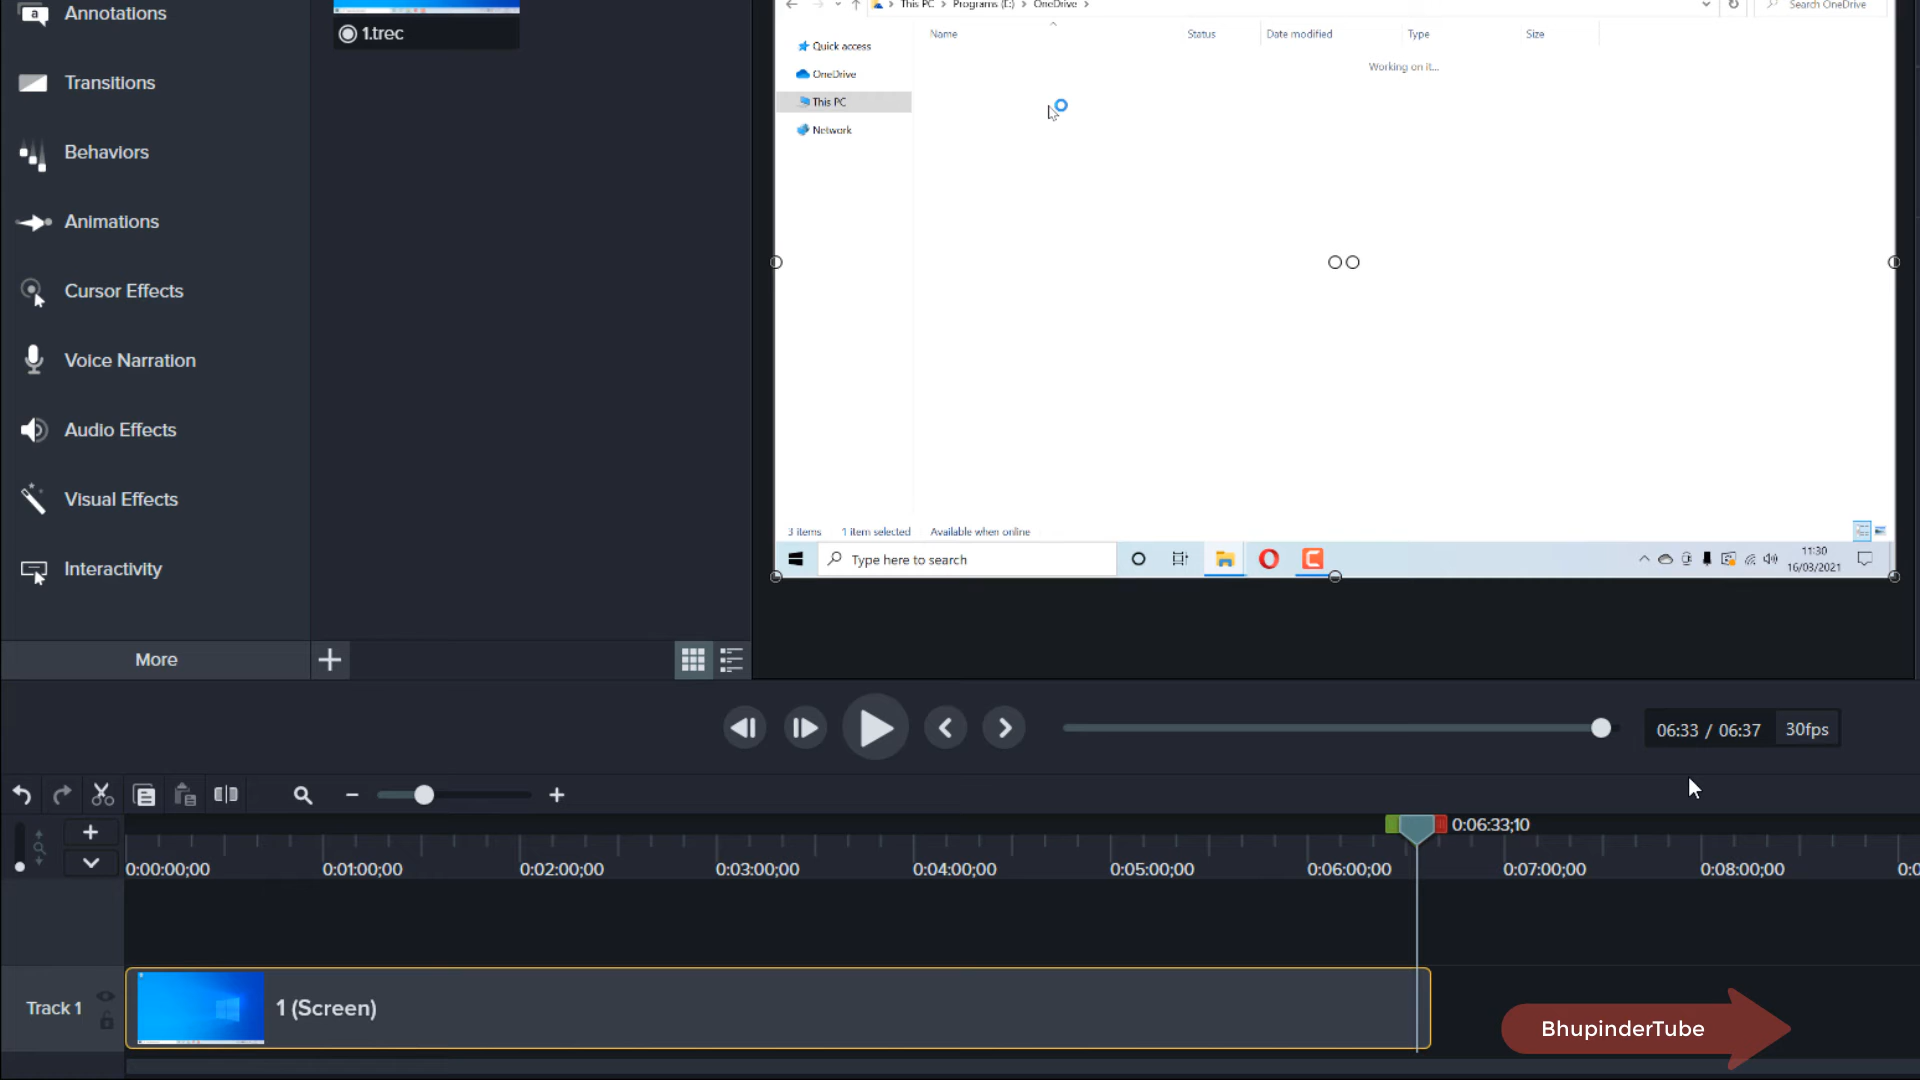 Annotations
Transitions
Behaviors
Animations
Cursor Effects
Voice Narration
Audio Effects
Visual Effects
Interactivity
More
1.trec
This PC > Programs (E:) > OneDrive >
Search OneDrive
Name Status Date modified Type Size
Working on it...
Quick access
OneDrive
This PC
Network
3 items 1 item selected Available when online
Type here to search
11:30
16/03/2021
06:33 / 06:37 30fps
0:06:33;10
0:00:00;00 0:01:00;00 0:02:00;00 0:03:00;00 0:04:00;00 0:05:00;00 0:06:00;00 0:07:00;00 0:08:00;00
Track 1
1 (Screen)
BhupinderTube